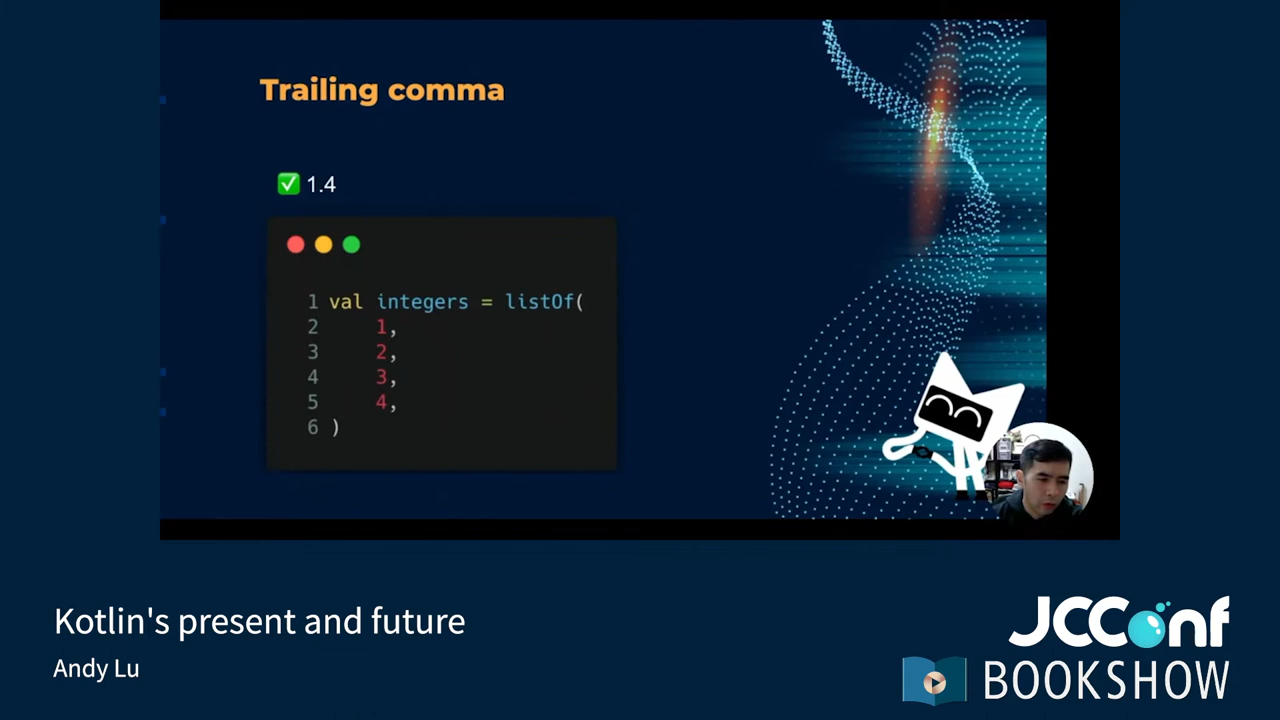 Trailing comma
✅ 1.4
1 val integers = listOf(
2     1,
3     2,
4     3,
5     4,
6 )
Kotlin's present and future
Andy Lu
JCConf
BOOKSHOW